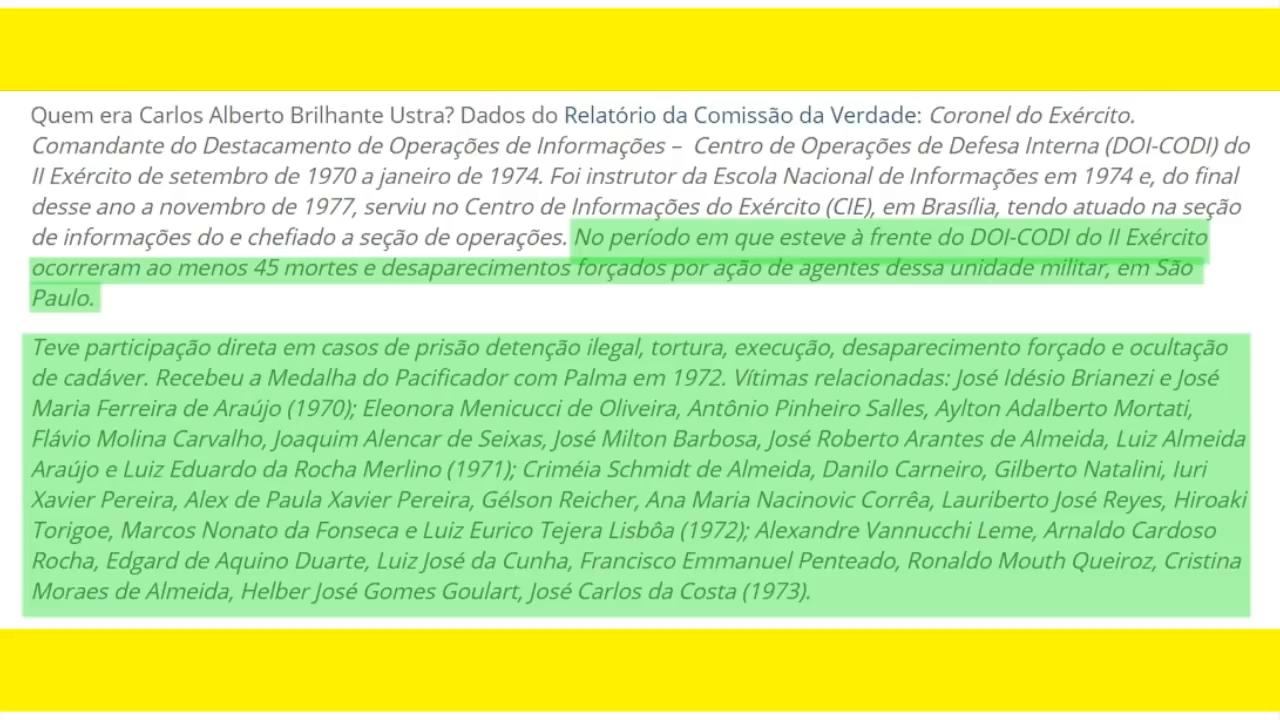 Quem era Carlos Alberto Brilhante Ustra? Dados do Relatório da Comissão da Verdade: Coronel do Exército.
Comandante do Destacamento de Operações de Informações – Centro de Operações de Defesa Interna (DOI-CODI) do
II Exército de setembro de 1970 a janeiro de 1974. Foi instrutor da Escola Nacional de Informações em 1974 e, do final
desse ano a novembro de 1977, serviu no Centro de Informações do Exército (CIE), em Brasília, tendo atuado na seção
de informações do e chefiado a seção de operações. No período em que esteve à frente do DOI-CODI do II Exército
ocorreram ao menos 45 mortes e desaparecimentos forçados por ação de agentes dessa unidade militar, em São
Paulo.
Teve participação direta em casos de prisão detenção ilegal, tortura, execução, desaparecimento forçado e ocultação
de cadáver. Recebeu a Medalha do Pacificador com Palma em 1972. Vítimas relacionadas: José Idésio Brianezi e José
Maria Ferreira de Araújo (1970); Eleonora Menicucci de Oliveira, Antônio Pinheiro Salles, Aylton Adalberto Mortati,
Flávio Molina Carvalho, Joaquim Alencar de Seixas, José Milton Barbosa, José Roberto Arantes de Almeida, Luiz Almeida
Araújo e Luiz Eduardo da Rocha Merlino (1971); Criméia Schmidt de Almeida, Danilo Carneiro, Gilberto Natalini, Iuri
Xavier Pereira, Alex de Paula Xavier Pereira, Gélson Reicher, Ana Maria Nacinovic Corrêa, Lauriberto José Reyes, Hiroaki
Torigoe, Marcos Nonato da Fonseca e Luiz Eurico Tejera Lisbôa (1972); Alexandre Vannucchi Leme, Arnaldo Cardoso
Rocha, Edgard de Aquino Duarte, Luiz José da Cunha, Francisco Emmanuel Penteado, Ronaldo Mouth Queiroz, Cristina
Moraes de Almeida, Helber José Gomes Goulart, José Carlos da Costa (1973).